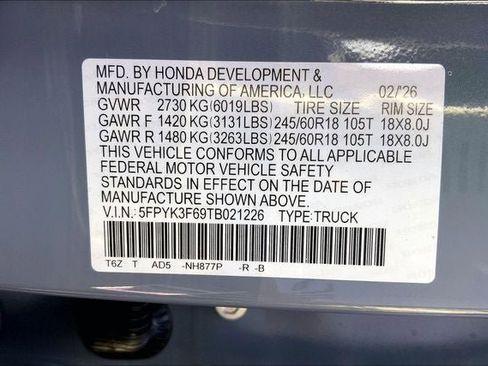 MFD. BY HONDA DEVELOPMENT &
MANUFACTURING OF AMERICA, LLC 02/26
GVWR 2730 KG(6019LBS) TIRE SIZE RIM SIZE
GAWR F 1420 KG(3131LBS) 245/60R18 105T 18X8.0J
GAWR R 1480 KG(3263LBS) 245/60R18 105T 18X8.0J
THIS VEHICLE CONFORMS TO ALL APPLICABLE
FEDERAL MOTOR VEHICLE SAFETY
STANDARDS IN EFFECT ON THE DATE OF
MANUFACTURE SHOWN ABOVE.
V.I.N.: 5FPYK3F69TB021226 TYPE:TRUCK
T6Z T AD5 -NH877P -R -B